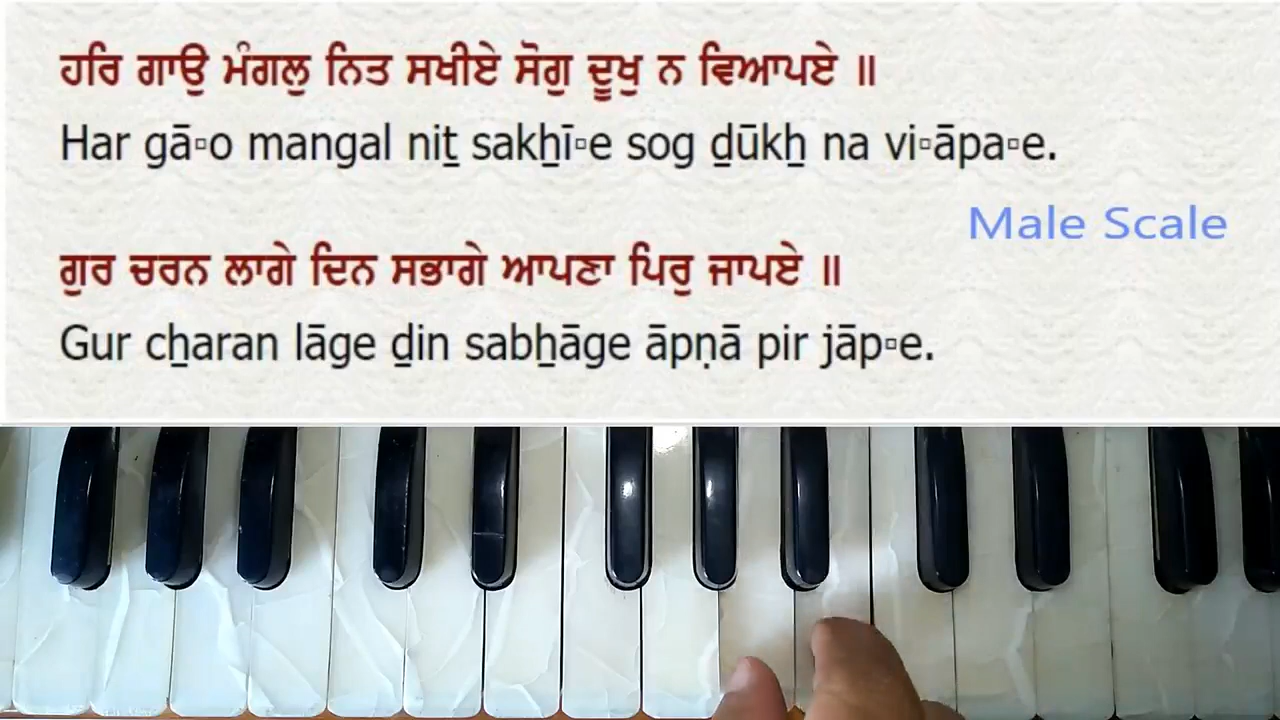 ਹਰਿ ਗਾਉ ਮੰਗਲੁ ਨਿਤ ਸਖੀਏ ਸੋਗੁ ਦੂਖੁ ਨ ਵਿਆਪਏ ॥
Har gā▫o mangal niṯ sakẖī▫e sog ḏūkẖ na vi▫āpa▫e.
Male Scale
ਗੁਰ ਚਰਨ ਲਾਗੇ ਦਿਨ ਸਭਾਗੇ ਆਪਣਾ ਪਿਰੁ ਜਾਪਏ ॥
Gur cẖaran lāge ḏin sabẖāge āpṇā pir jāp▫e.